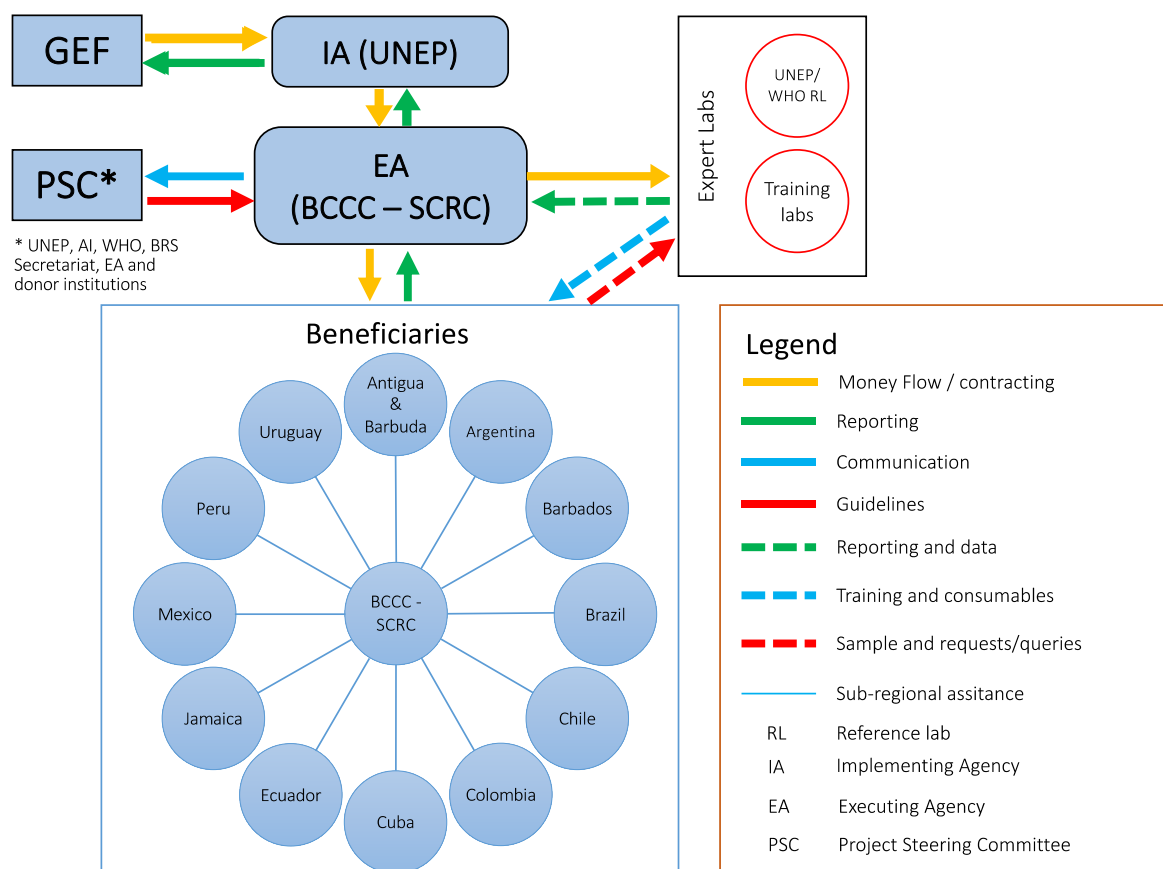 GEF
IA (UNEP)
UNEP/
WHO RL
Expert Labs
Training
labs
PSC*
EA
(BCCC – SCRC)
* UNEP, AI, WHO, BRS
Secretariat, EA and
donor institutions
Beneficiaries
Antigua
&
Barbuda
Argentina
Barbados
Brazil
Chile
Colombia
Cuba
Ecuador
Jamaica
Mexico
Peru
Uruguay
BCCC -
SCRC
Legend
Money Flow / contracting
Reporting
Communication
Guidelines
Reporting and data
Training and consumables
Sample and requests/queries
Sub-regional assitance
RL Reference lab
IA Implementing Agency
EA Executing Agency
PSC Project Steering Committee